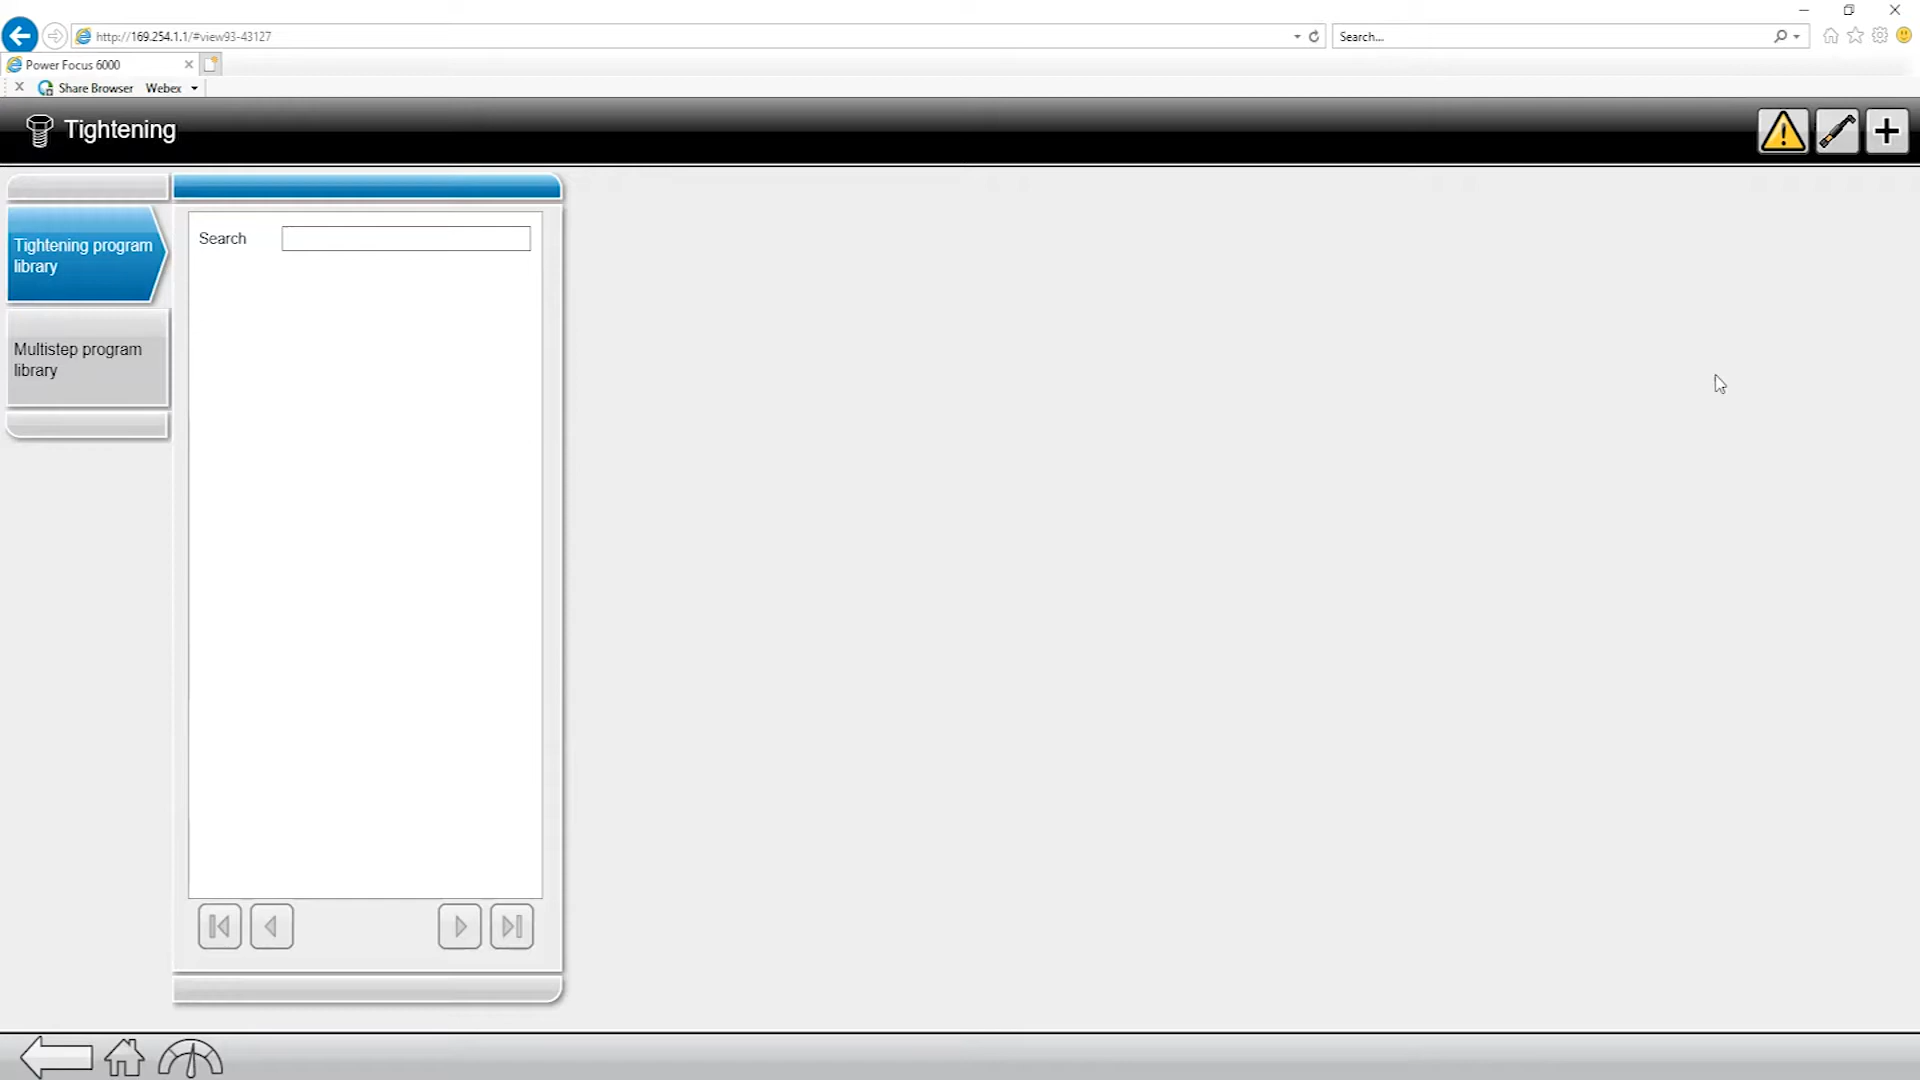 http://169.254.1.1/#view93-43127
Search...
Power Focus 6000
Share Browser
Webex
Tightening
Tightening program
library
Search
Multistep program
library